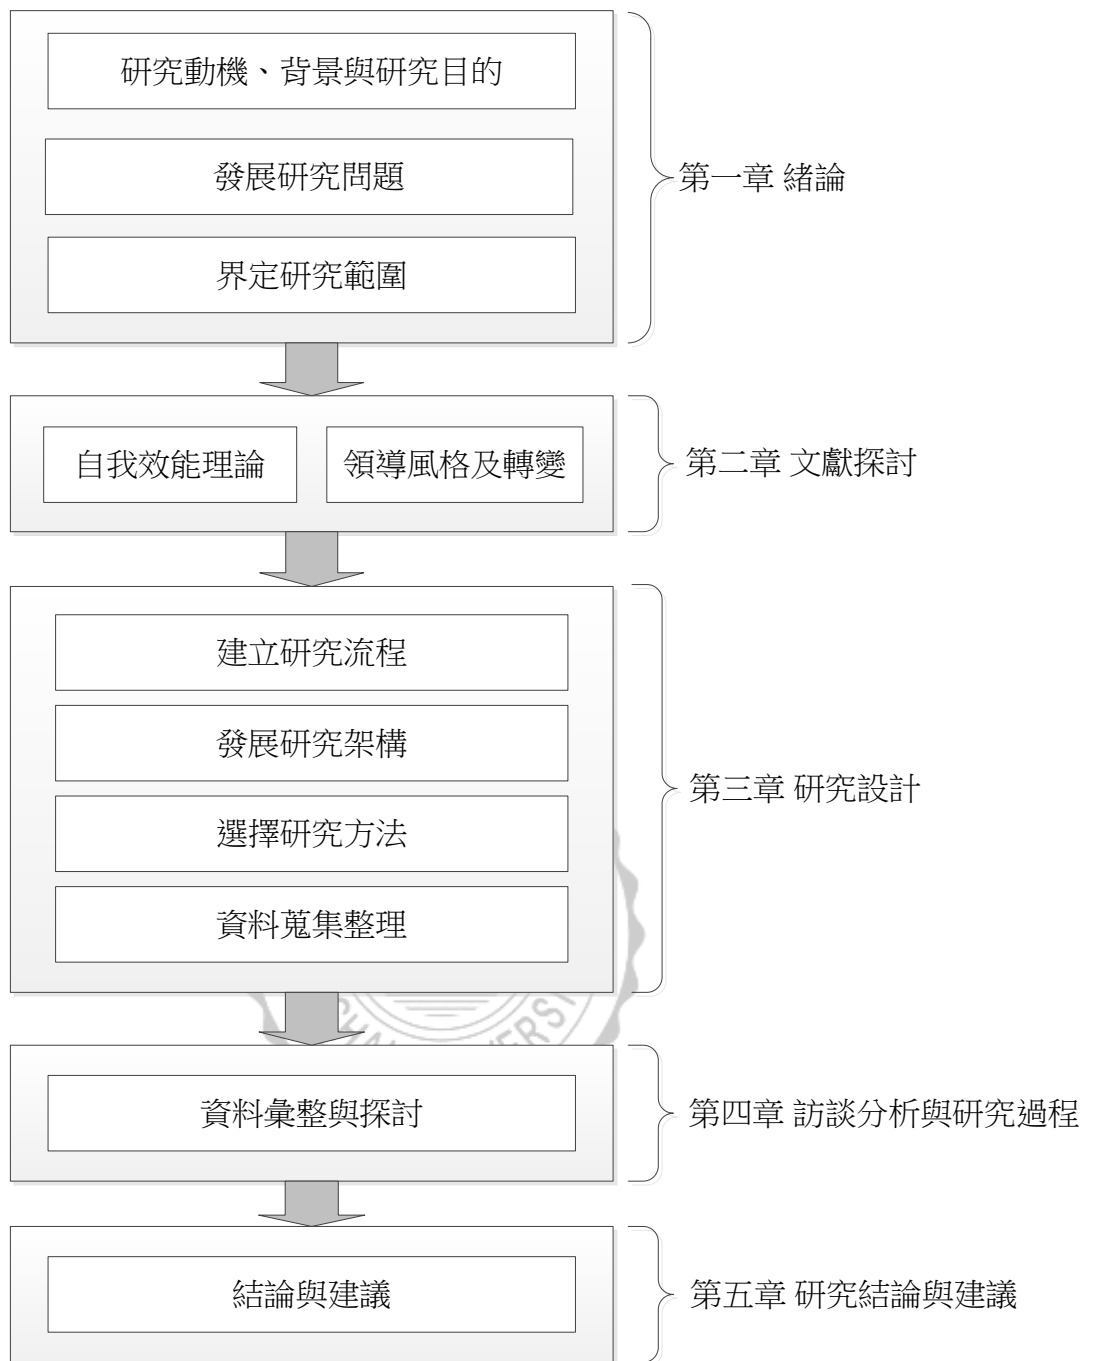 研究動機、背景與研究目的
發展研究問題
界定研究範圍
第一章 緒論
自我效能理論
領導風格及轉變
第二章 文獻探討
建立研究流程
發展研究架構
選擇研究方法
資料蒐集整理
第三章 研究設計
資料彙整與探討
第四章 訪談分析與研究過程
結論與建議
第五章 研究結論與建議